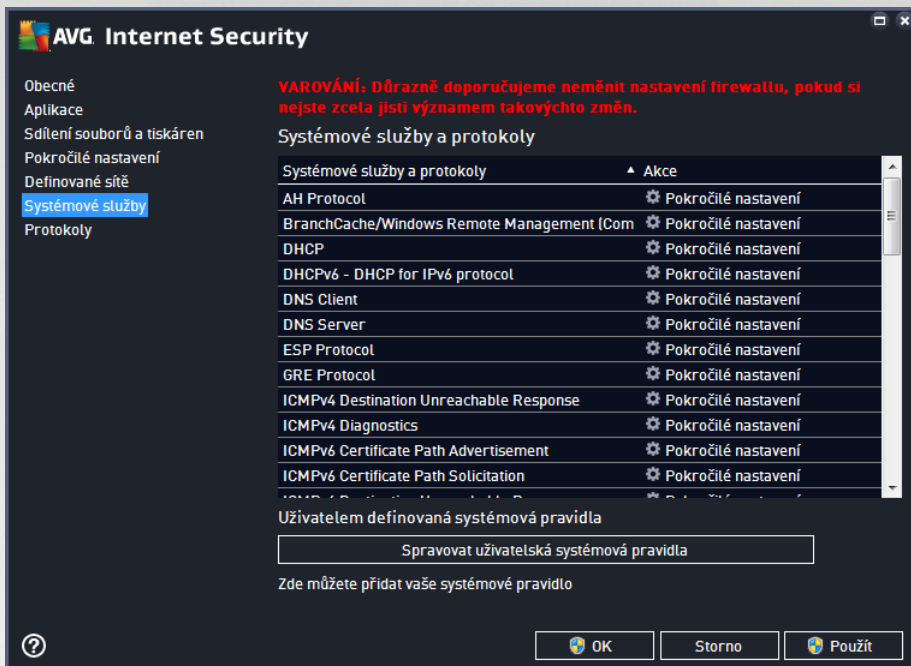 AVG Internet Security
Obecné
Aplikace
Sdílení souborů a tiskáren
Pokročilé nastavení
Definované sítě
Systémové služby
Protokoly
VAROVÁNÍ: Důrazně doporučujeme neměnit nastavení firewallu, pokud si
nejste zcela jisti významem takovýchto změn.
Systémové služby a protokoly
Systémové služby a protokoly Akce
AH Protocol Pokročilé nastavení
BranchCache/Windows Remote Management (Com Pokročilé nastavení
DHCP Pokročilé nastavení
DHCPv6 - DHCP for IPv6 protocol Pokročilé nastavení
DNS Client Pokročilé nastavení
DNS Server Pokročilé nastavení
ESP Protocol Pokročilé nastavení
GRE Protocol Pokročilé nastavení
ICMPv4 Destination Unreachable Response Pokročilé nastavení
ICMPv4 Diagnostics Pokročilé nastavení
ICMPv6 Certificate Path Advertisement Pokročilé nastavení
ICMPv6 Certificate Path Solicitation Pokročilé nastavení
Uživatelem definovaná systémová pravidla
Spravovat uživatelská systémová pravidla
Zde můžete přidat vaše systémové pravidlo
OK
Storno
Použít